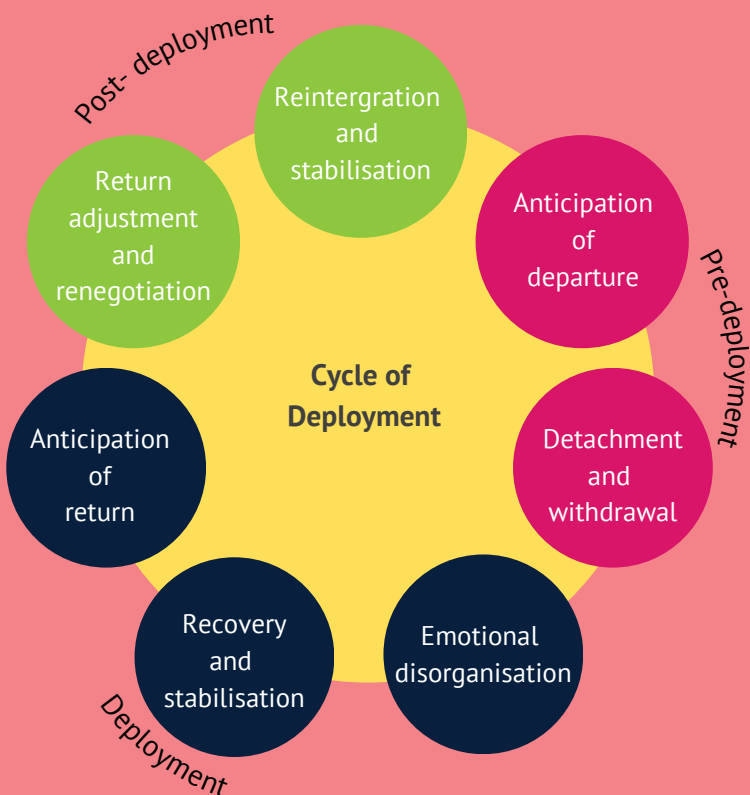 Post- deployment
Reintergration
and
stabilisation
Return
adjustment
and
renegotiation
Anticipation
of
departure
Pre-deployment
Cycle of
Deployment
Anticipation
of
return
Detachment
and
withdrawal
Recovery
and
stabilisation
Emotional
disorganisation
Deployment